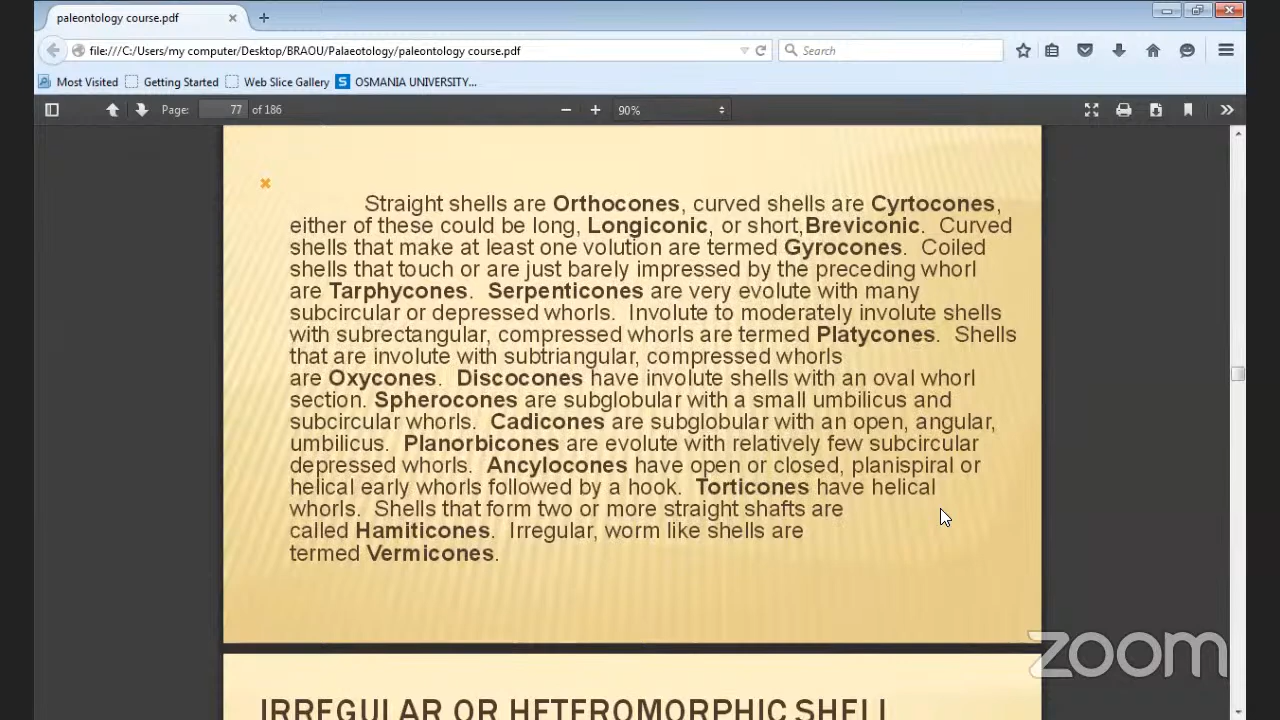 paleontology course.pdf
file:///C:/Users/my computer/Desktop/BRAOU/Palaeotology/paleontology course.pdf
Search
Most Visited Getting Started Web Slice Gallery S OSMANIA UNIVERSITY...
Page: 77 of 186 90%
Straight shells are Orthocones, curved shells are Cyrtocones,
either of these could be long, Longiconic, or short,Breviconic. Curved
shells that make at least one volution are termed Gyrocones. Coiled
shells that touch or are just barely impressed by the preceding whorl
are Tarphycones. Serpenticones are very evolute with many
subcircular or depressed whorls. Involute to moderately involute shells
with subrectangular, compressed whorls are termed Platycones. Shells
that are involute with subtriangular, compressed whorls
are Oxycones. Discocones have involute shells with an oval whorl
section. Spherocones are subglobular with a small umbilicus and
subcircular whorls. Cadicones are subglobular with an open, angular,
umbilicus. Planorbicones are evolute with relatively few subcircular
depressed whorls. Ancylocones have open or closed, planispiral or
helical early whorls followed by a hook. Torticones have helical
whorls. Shells that form two or more straight shafts are
called Hamiticones. Irregular, worm like shells are
termed Vermicones.
zoom
IRREGULAR OR HETEROMORPHIC SHELL